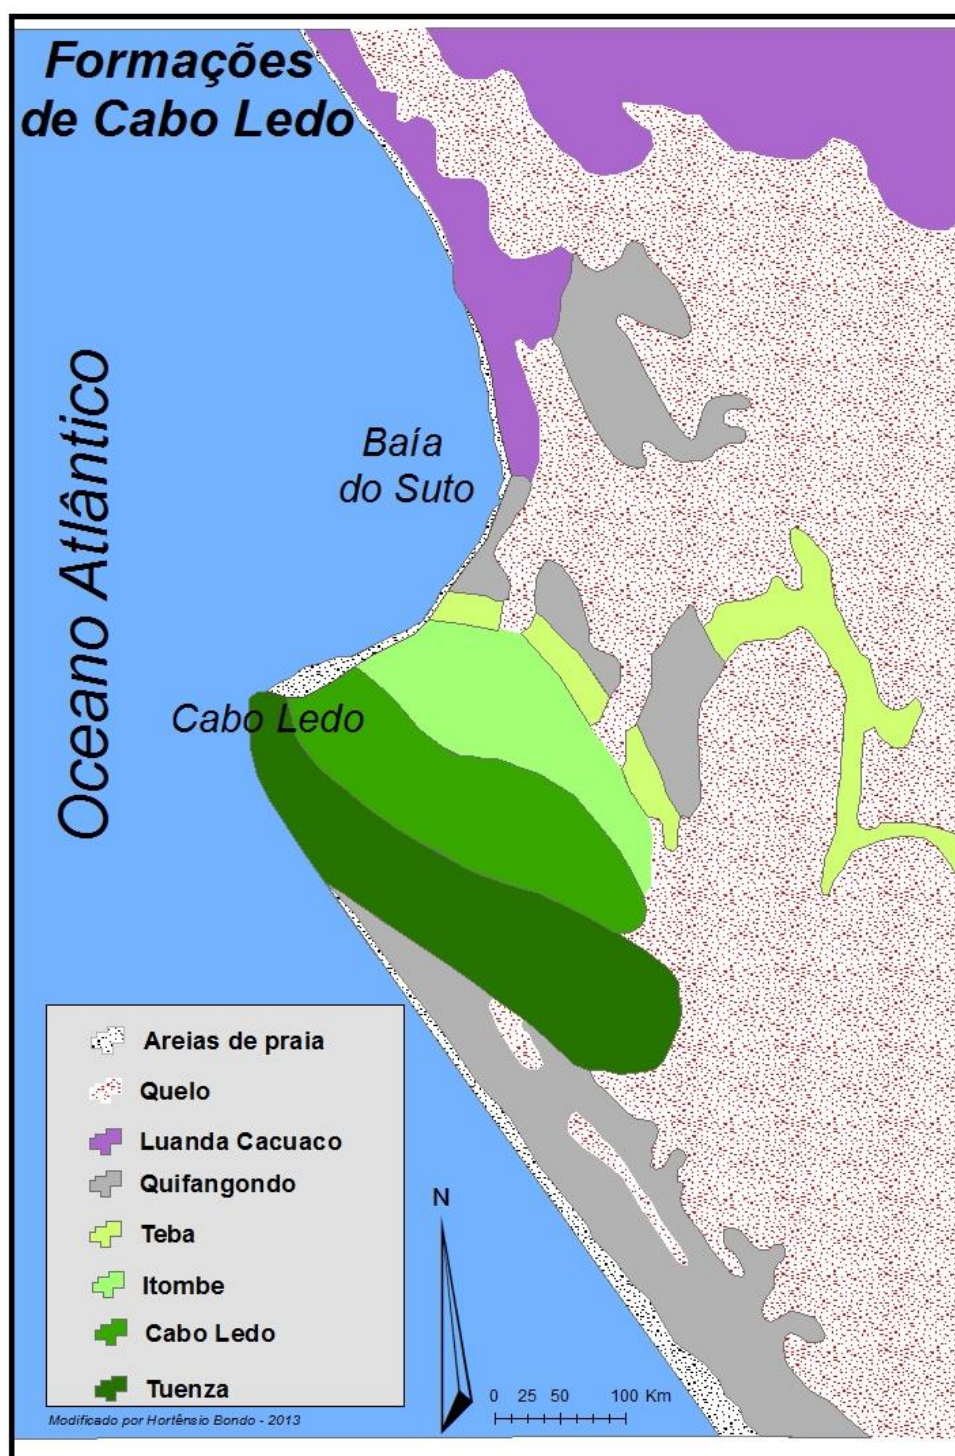 Formações
de Cabo Ledo
Oceano Atlântico
Baía
do Suto
Cabo Ledo
Areias de praia
Quelo
Luanda Cacuaco
Quifangondo
Teba
Itombe
Cabo Ledo
Tuenza
Modificado por Hortênsio Bondo - 2013
N
0 25 50 100 Km